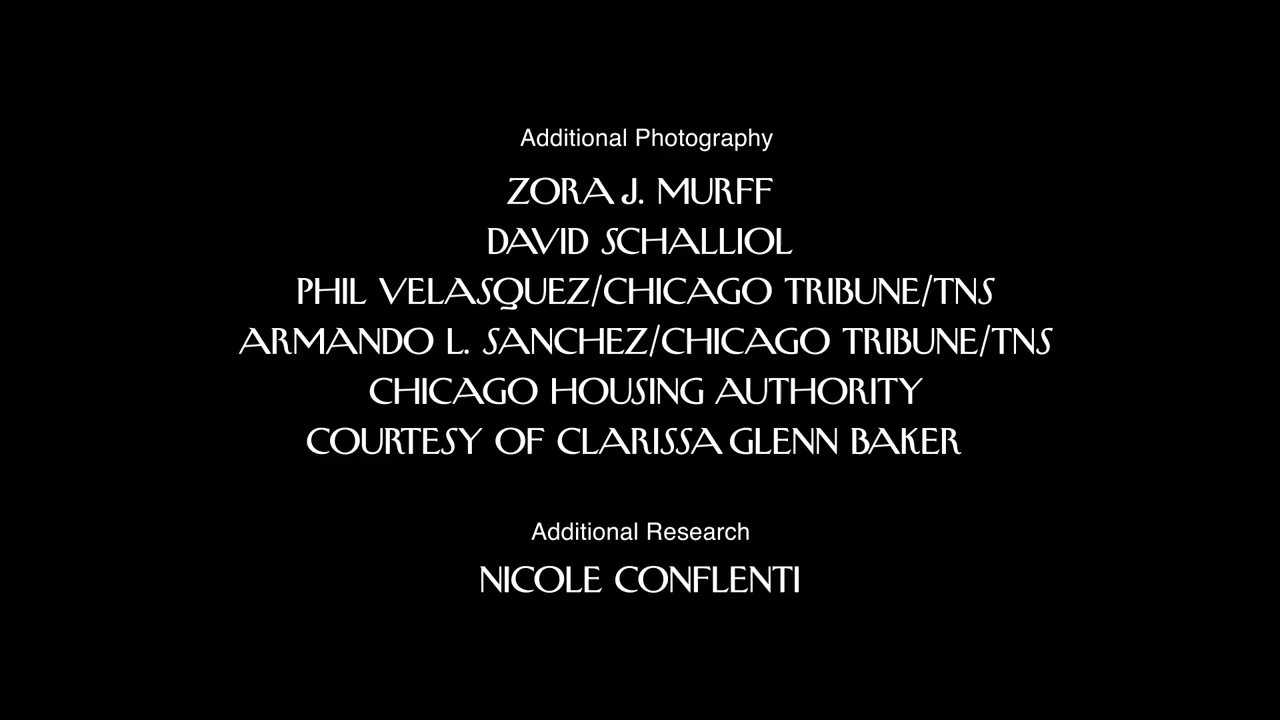 Additional Photography
ZORA J. MURFF
DAVID SCHALLIOL
PHIL VELASQUEZ/CHICAGO TRIBUNE/TNS
ARMANDO L. SANCHEZ/CHICAGO TRIBUNE/TNS
CHICAGO HOUSING AUTHORITY
COURTESY OF CLARISSA GLENN BAKER
Additional Research
NICOLE CONFLENTI